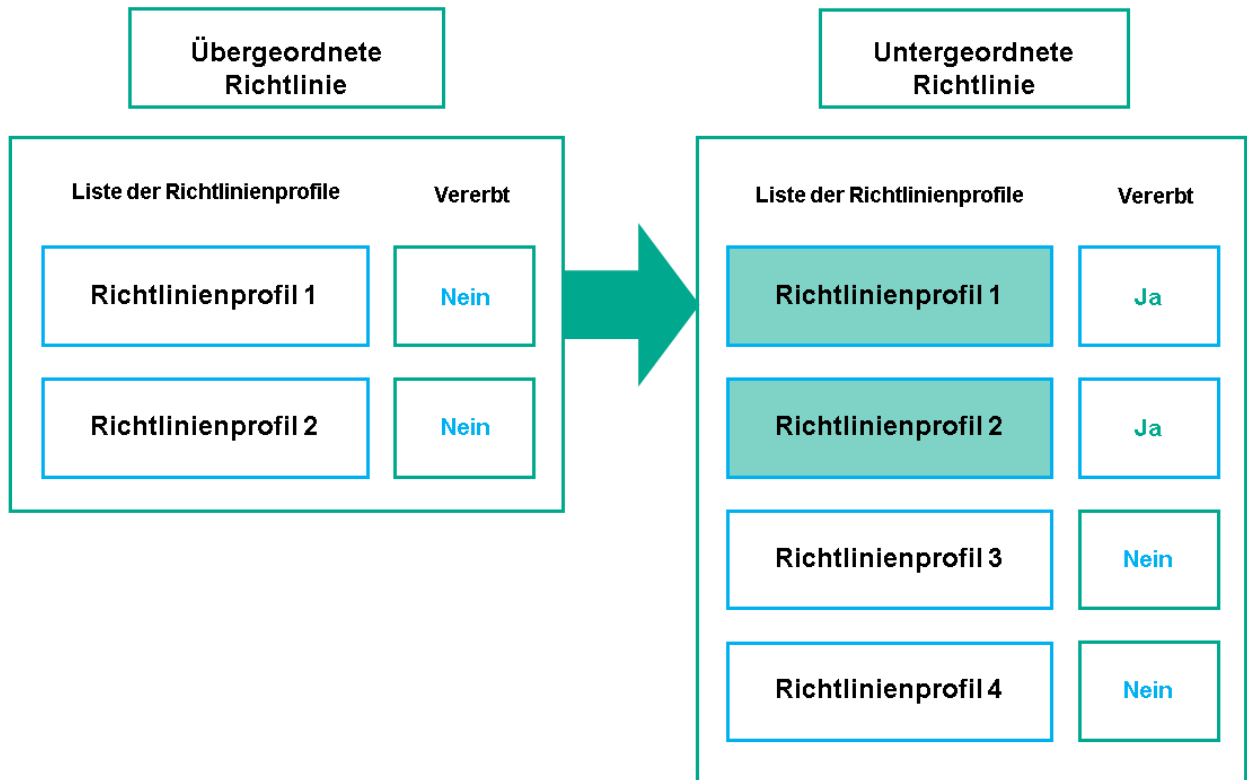 Übergeordnete
Richtlinie
Liste der Richtlinienprofile Vererbt
Richtlinienprofil 1 Nein
Richtlinienprofil 2 Nein
Untergeordnete
Richtlinie
Liste der Richtlinienprofile Vererbt
Richtlinienprofil 1 Ja
Richtlinienprofil 2 Ja
Richtlinienprofil 3 Nein
Richtlinienprofil 4 Nein